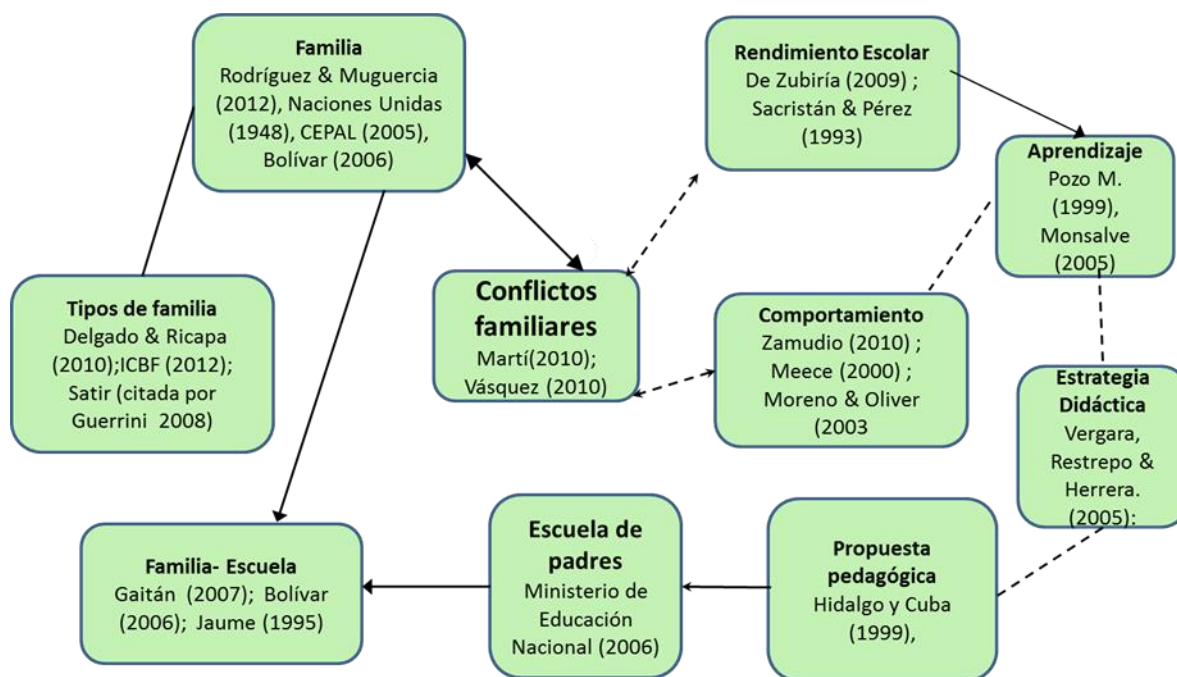 Familia
Rodríguez & Muguercia
(2012), Naciones Unidas
(1948), CEPAL (2005),
Bolívar (2006)
Rendimiento Escolar
De Zubiría (2009) ;
Sacristán & Pérez
(1993)
Aprendizaje
Pozo M.
(1999),
Monsalve
(2005)
Tipos de familia
Delgado & Ricapa
(2010);ICBF (2012);
Satir (citada por
Guerrini 2008)
Conflictos
familiares
Martí(2010);
Vásquez (2010)
Comportamiento
Zamudio (2010) ;
Meece (2000) ;
Moreno & Oliver
(2003
Estrategia
Didáctica
Vergara,
Restrepo &
Herrera.
(2005):
Familia- Escuela
Gaitán (2007); Bolívar
(2006); Jaume (1995)
Escuela de
padres
Ministerio de
Educación
Nacional (2006)
Propuesta
pedagógica
Hidalgo y Cuba
(1999),